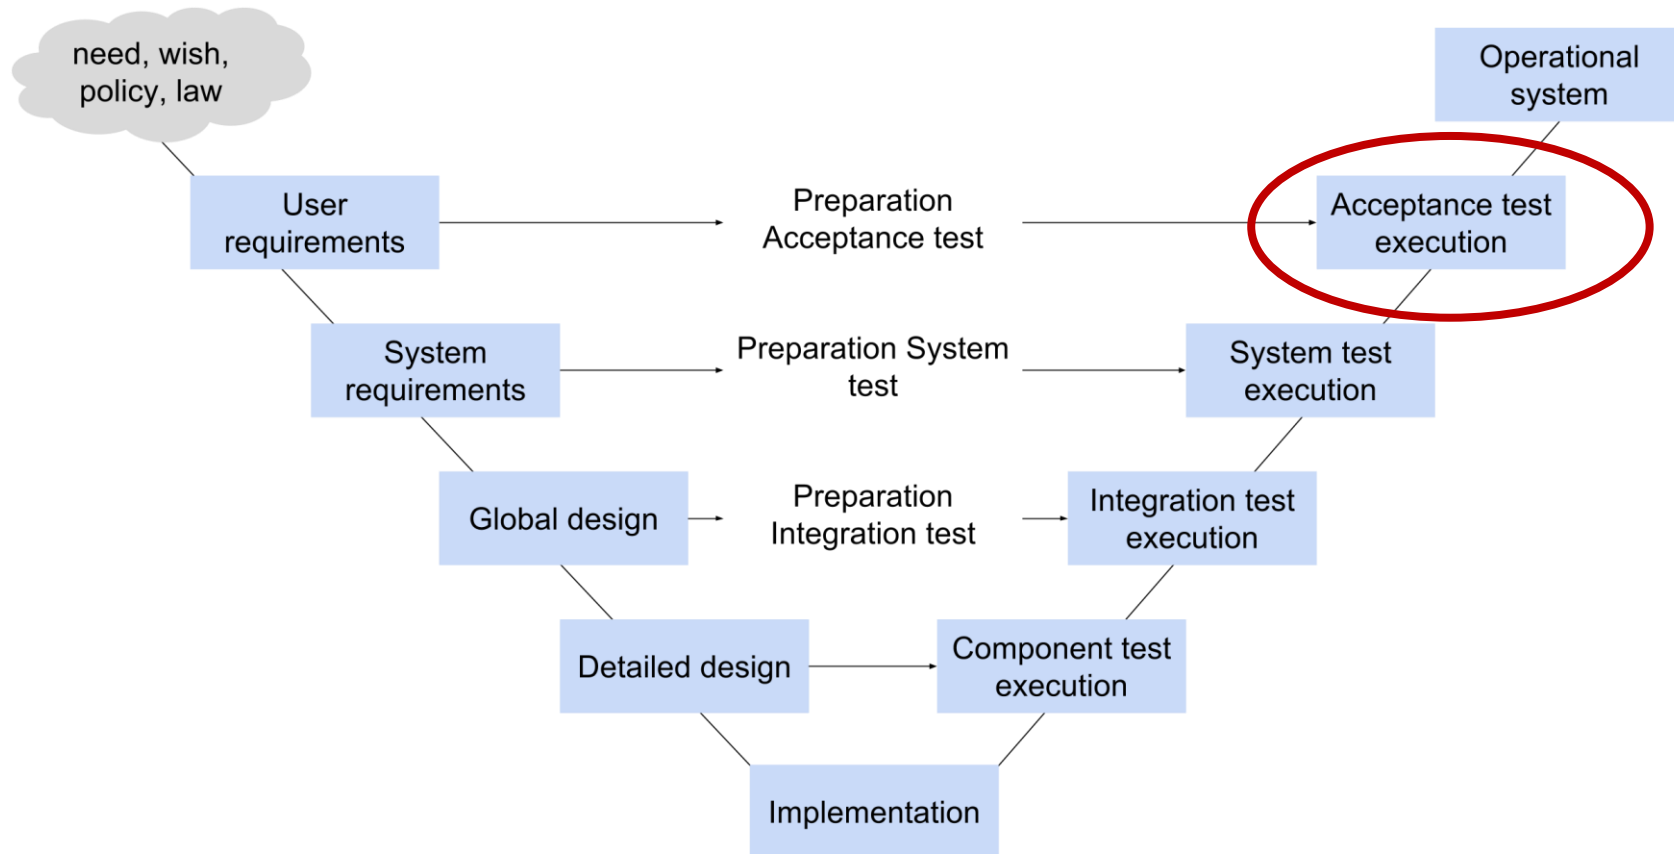 need, wish,
policy, law
Operational
system
User
requirements
Preparation
Acceptance test
Acceptance test
execution
System
requirements
Preparation System
test
System test
execution
Global design
Preparation
Integration test
Integration test
execution
Detailed design
Component test
execution
Implementation